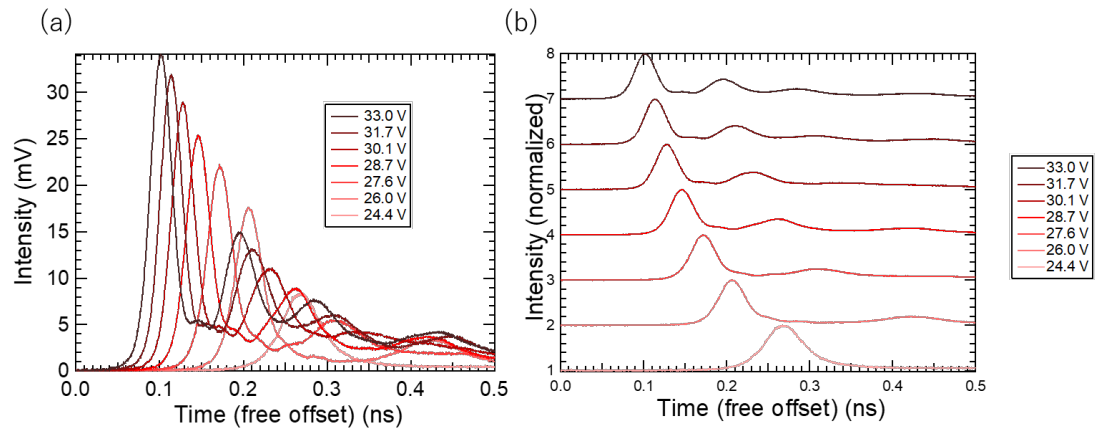 (a)
(b)
Intensity (mV)
30
25
20
15
10
5
0
33.0 V
31.7 V
30.1 V
28.7 V
27.6 V
26.0 V
24.4 V
0.0 0.1 0.2 0.3 0.4 0.5
Time (free offset) (ns)
Intensity (normalized)
8
7
6
5
4
3
2
1
0.0 0.1 0.2 0.3 0.4 0.5
Time (free offset) (ns)
33.0 V
31.7 V
30.1 V
28.7 V
27.6 V
26.0 V
24.4 V